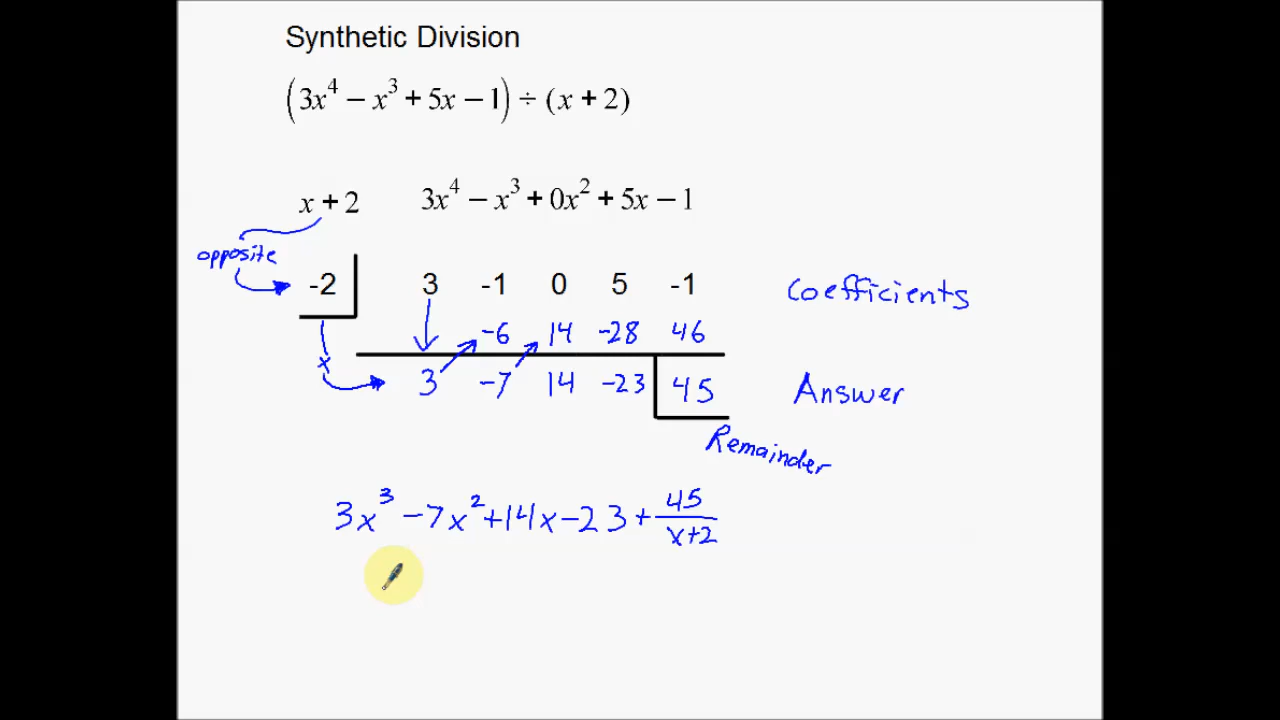 Synthetic Division
(3x⁴ − x³ + 5x − 1) ÷ (x + 2)
x + 2 3x⁴ − x³ + 0x² + 5x − 1
opposite
-2 3 -1 0 5 -1 Coefficients
-6 14 -28 46
x
3 -7 14 -23 45 Answer
Remainder
3x³ − 7x² + 14x − 23 + 45/(x+2)